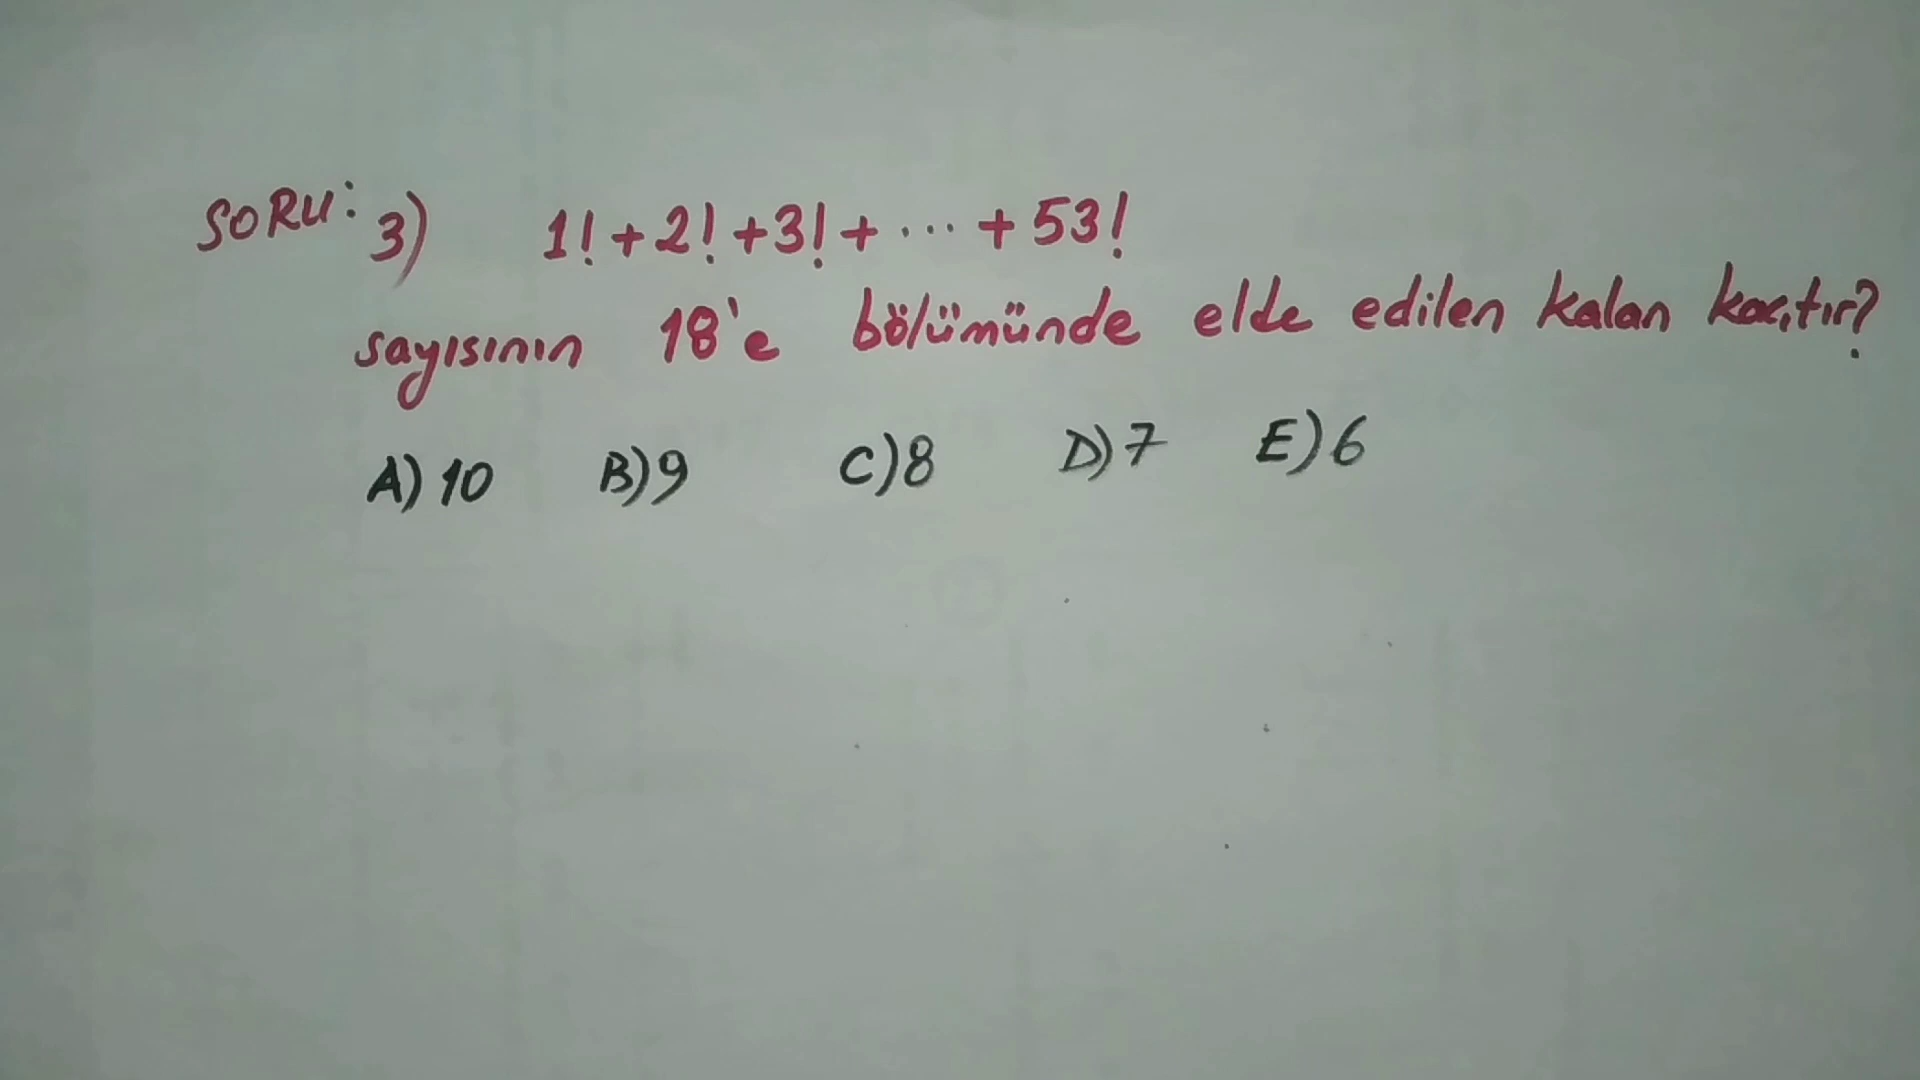 SORU: 3) 1! + 2! + 3! + ... + 53!
sayısının 18'e bölümünde elde edilen kalan kaçtır?
A) 10 B) 9 C) 8 D) 7 E) 6